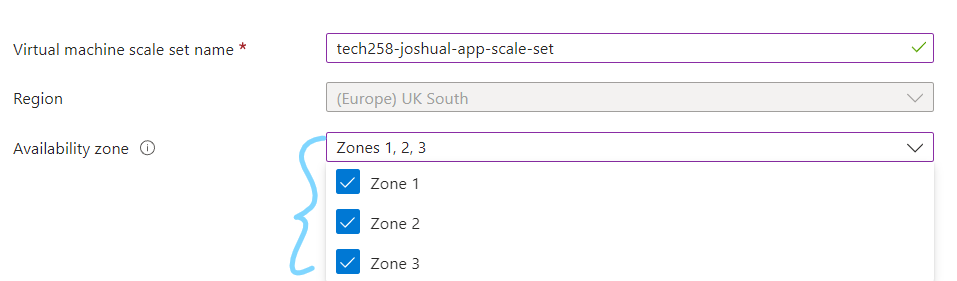 Virtual machine scale set name * tech258-joshual-app-scale-set
Region (Europe) UK South
Availability zone Zones 1, 2, 3
Zone 1
Zone 2
Zone 3